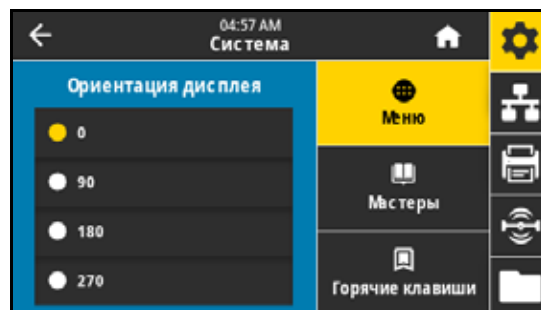 04:57 AM
Система
Ориентация дисплея
0
90
180
270
Меню
Мастеры
Горячие клавиши